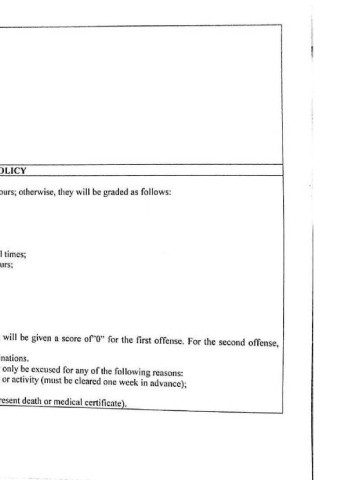 OLICY
ours; otherwise, they will be graded as follows:
l times;
urs;
will be given a score of"0" for the first offense. For the second offense,
nations.
only be excused for any of the following reasons:
or activity (must be cleared one week in advance);
resent death or medical certificate).